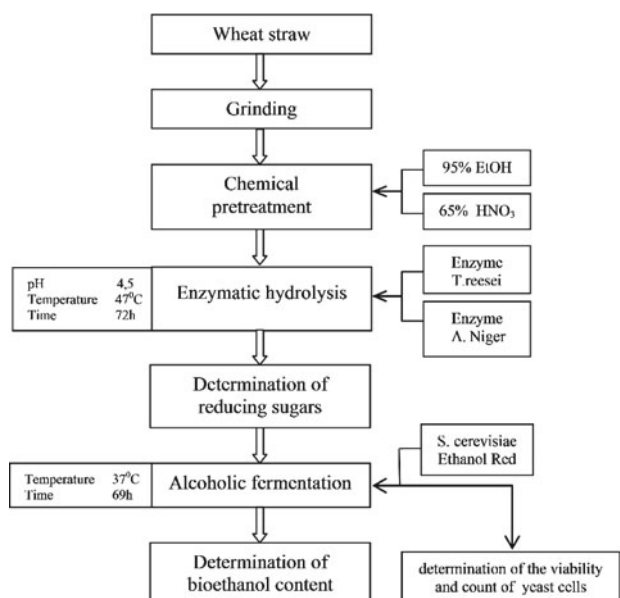 Wheat straw
Grinding
Chemical
pretreatment
95% EtOH
65% HNO₃
pH 4,5
Temperature 47⁰C
Time 72h
Enzymatic hydrolysis
Enzyme
T.reesei
Enzyme
A. Niger
Determination of
reducing sugars
S. cerevisiae
Ethanol Red
Temperature 37⁰C
Time 69h
Alcoholic fermentation
Determination of
bioethanol content
determination of the viability
and count of yeast cells